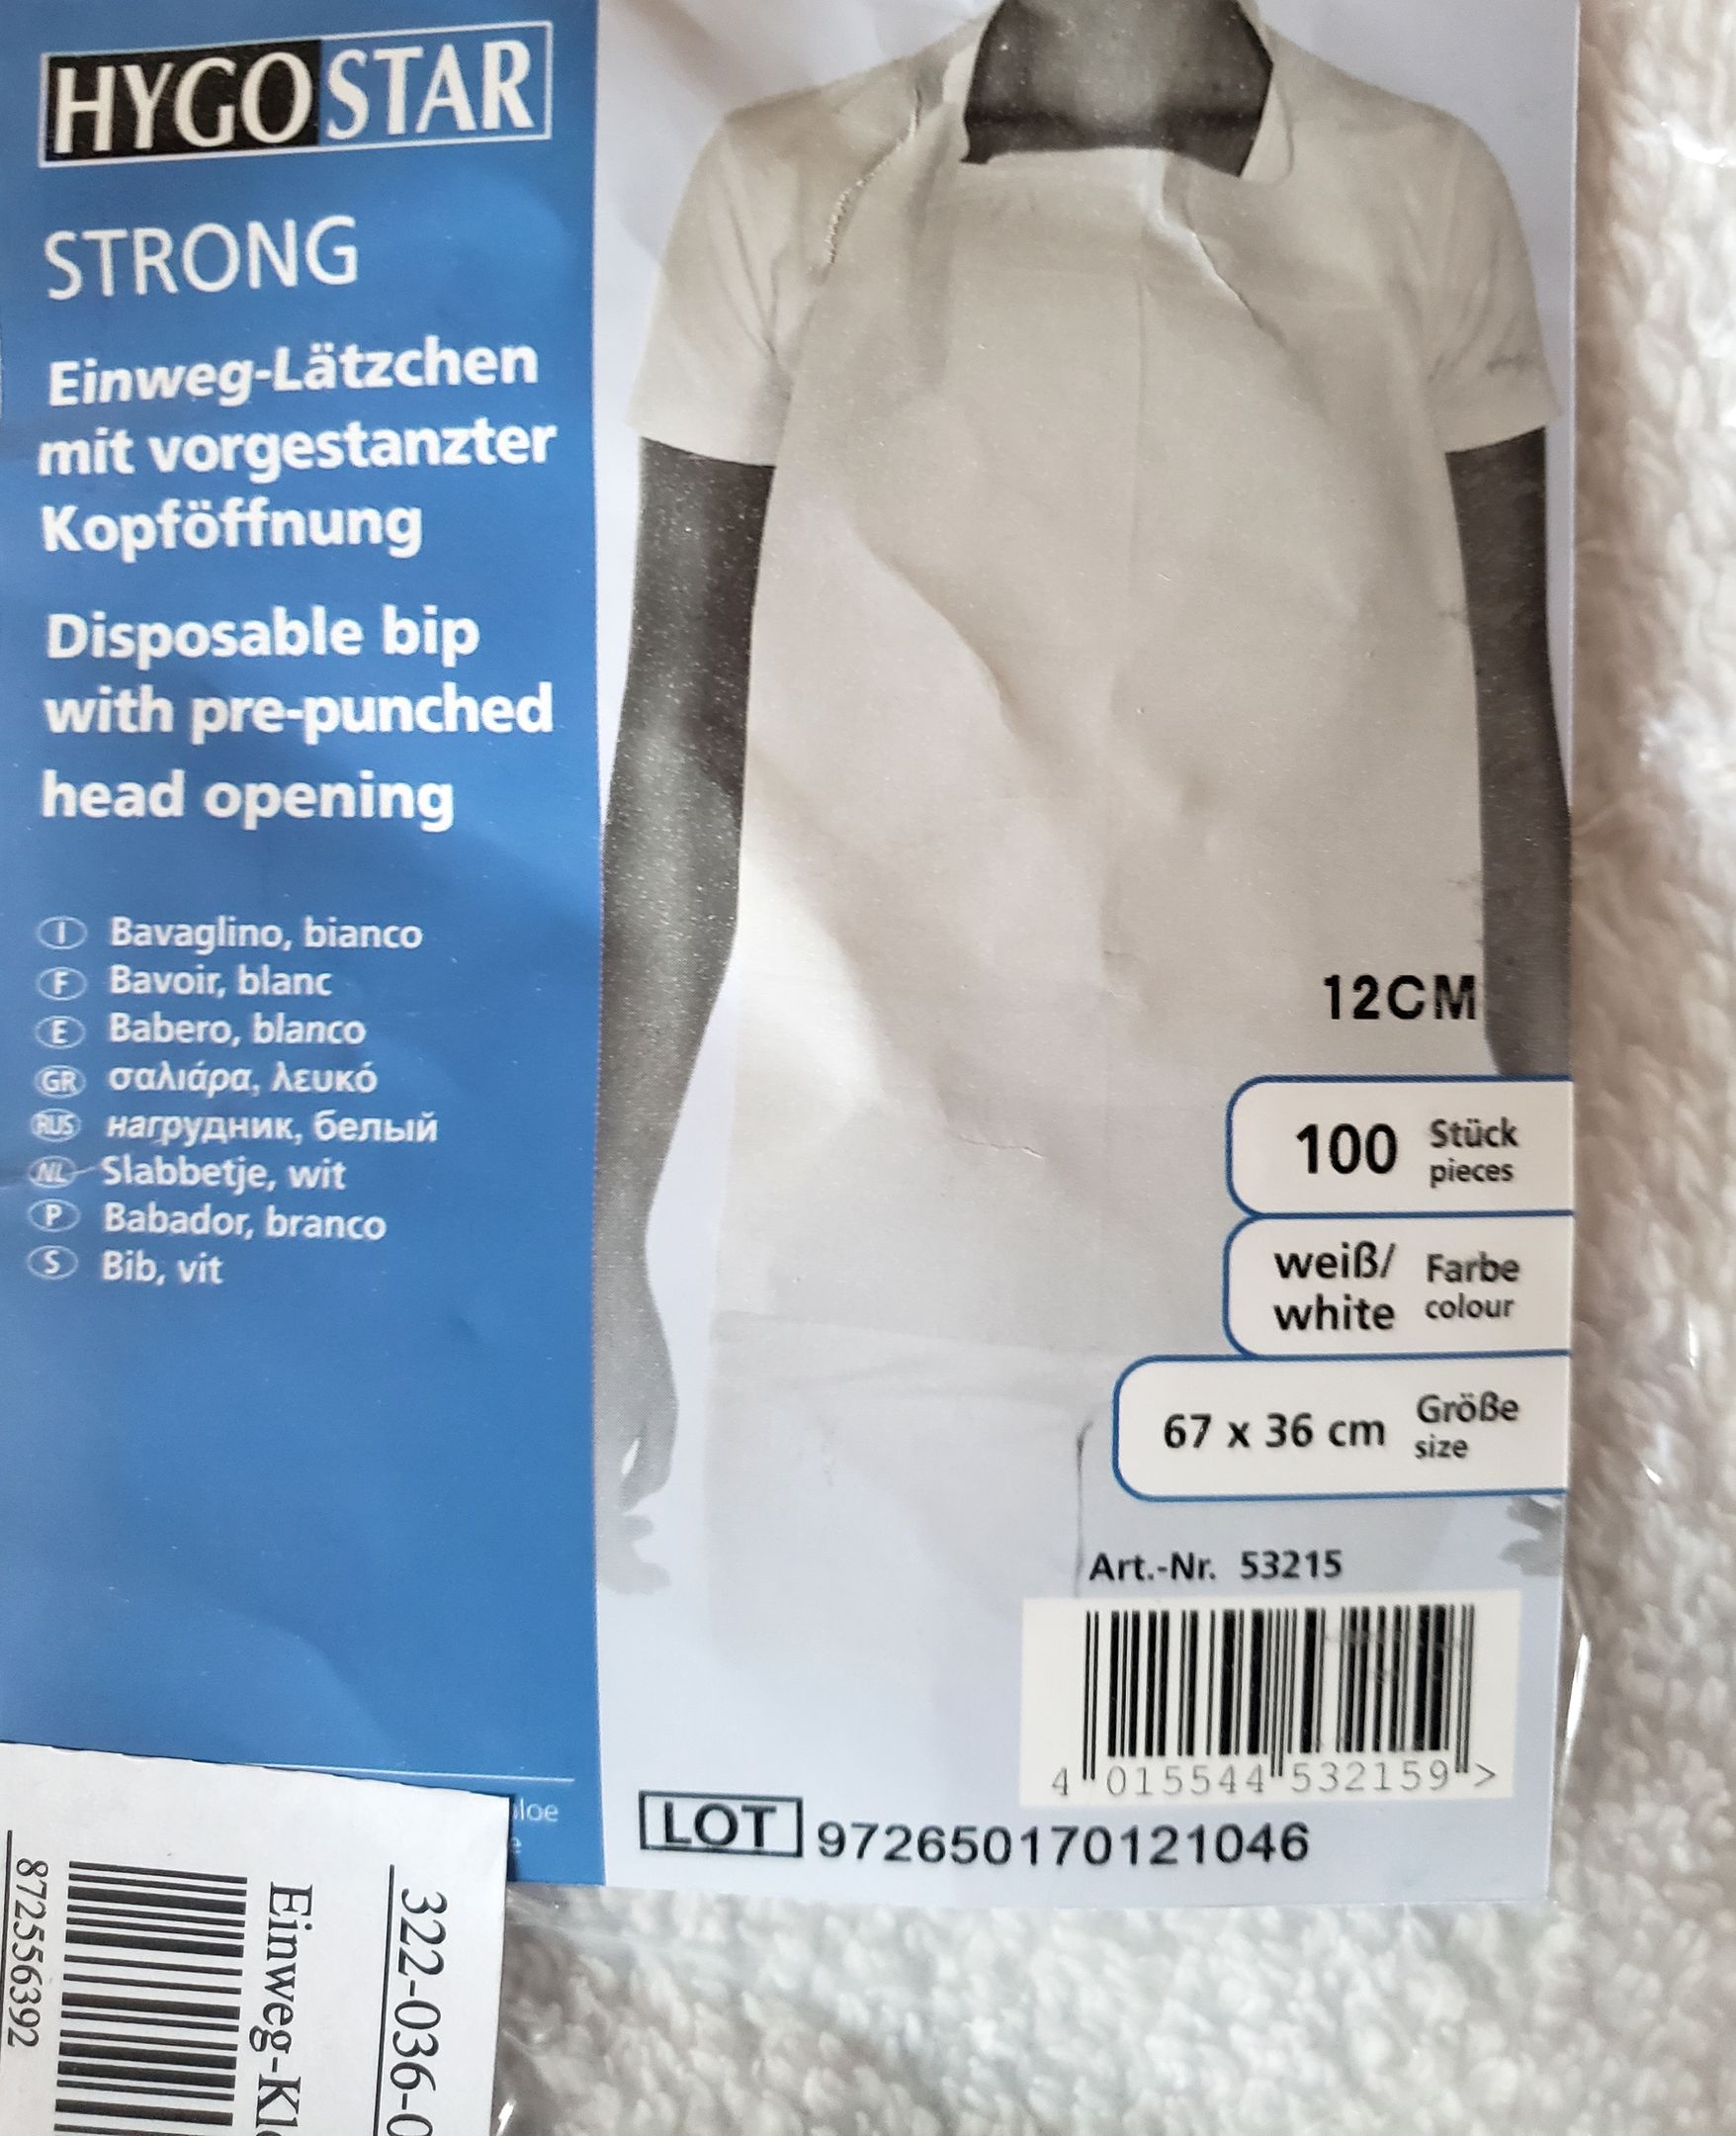 HYGOSTAR
STRONG
Einweg-Lätzchen
mit vorgestanzter
Kopföffnung
Disposable bip
with pre-punched
head opening
I Bavaglino, bianco
F Bavoir, blanc
E Babero, blanco
GR σαλιάρα, λευκό
RUS нагрудник, белый
NL Slabbetje, wit
P Babador, branco
S Bib, vit
12CM
100 Stück
pieces
weiß/ Farbe
white colour
67 x 36 cm Größe
size
Art.-Nr. 53215
4 015544 532159 >
LOT 972650170121046
322-036-0
Einweg-Kl
8725556392